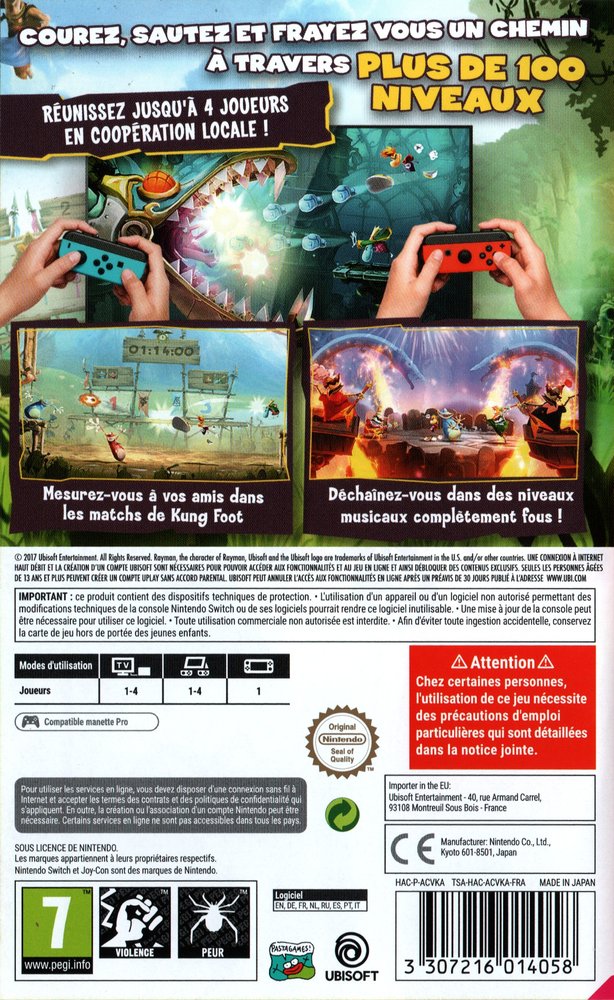 COUREZ, SAUTEZ ET FRAYEZ VOUS UN CHEMIN
À TRAVERS PLUS DE 100
NIVEAUX
RÉUNISSEZ JUSQU'À 4 JOUEURS
EN COOPÉRATION LOCALE !
01:14:00
Mesurez-vous à vos amis dans
les matchs de Kung Foot
Déchaînez-vous dans des niveaux
musicaux complètement fous !
© 2017 Ubisoft Entertainment. All Rights Reserved. Rayman, the character of Rayman, Ubisoft and the Ubisoft logo are trademarks of Ubisoft Entertainment in the U.S. and/or other countries. UNE CONNEXION À INTERNET
HAUT DÉBIT ET LA CRÉATION D'UN COMPTE UBISOFT SONT NÉCESSAIRES POUR POUVOIR ACCÉDER AUX FONCTIONNALITÉS ET AU JEU EN LIGNE ET AINSI DÉBLOQUER DES CONTENUS EXCLUSIFS. SEULES LES PERSONNES ÂGÉES
DE 13 ANS ET PLUS PEUVENT CRÉER UN COMPTE UPLAY SANS ACCORD PARENTAL. UBISOFT PEUT ANNULER L'ACCÈS AUX FONCTIONNALITÉS EN LIGNE APRÈS UN PRÉAVIS DE 30 JOURS PUBLIÉ À L'ADRESSE WWW.UBI.COM
IMPORTANT : ce produit contient des dispositifs techniques de protection. • L'utilisation d'un appareil ou d'un logiciel non autorisé permettant des
modifications techniques de la console Nintendo Switch ou de ses logiciels pourrait rendre ce logiciel inutilisable. • Une mise à jour de la console peut
être nécessaire pour utiliser ce logiciel. • Toute utilisation commerciale non autorisée est interdite. • Afin d'éviter toute ingestion accidentelle, conservez
la carte de jeu hors de portée des jeunes enfants.
Modes d'utilisation TV
Joueurs 1-4 1-4 1
Compatible manette Pro
Original
Nintendo
Seal of
Quality
TM
Attention
Chez certaines personnes,
l'utilisation de ce jeu nécessite
des précautions d'emploi
particulières qui sont détaillées
dans la notice jointe.
Pour utiliser les services en ligne, vous devez disposer d'une connexion sans fil à
Internet et accepter les termes des contrats et des politiques de confidentialité qui
s'appliquent. En outre, la création ou l'association d'un compte Nintendo peut être
nécessaire. Certains services en ligne ne sont pas accessibles dans tous les pays.
Importer in the EU:
Ubisoft Entertainment - 40, rue Armand Carrel,
93108 Montreuil Sous Bois - France
CE
Manufacturer: Nintendo Co., Ltd.,
Kyoto 601-8501, Japan
SOUS LICENCE DE NINTENDO.
Les marques appartiennent à leurs propriétaires respectifs.
Nintendo Switch et Joy-Con sont des marques de Nintendo.
HAC-P-ACVKA TSA-HAC-ACVKA-FRA MADE IN JAPAN
7
www.pegi.info
VIOLENCE
PEUR
Logiciel
EN, DE, FR, NL, RU, ES, PT, IT
PASTAGAMES!
UBISOFT
3 307216 014058